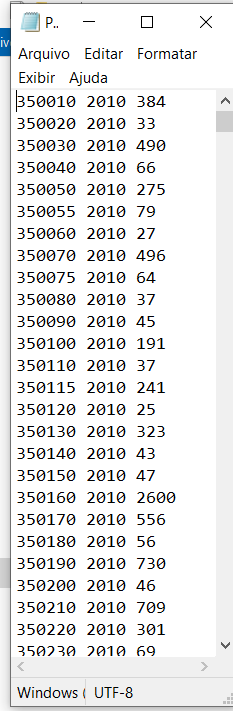 P..
Arquivo Editar Formatar
Exibir Ajuda
350010 2010 384
350020 2010 33
350030 2010 490
350040 2010 66
350050 2010 275
350055 2010 79
350060 2010 27
350070 2010 496
350075 2010 64
350080 2010 37
350090 2010 45
350100 2010 191
350110 2010 37
350115 2010 241
350120 2010 25
350130 2010 323
350140 2010 43
350150 2010 47
350160 2010 2600
350170 2010 556
350180 2010 56
350190 2010 730
350200 2010 46
350210 2010 709
350220 2010 301
350230 2010 69
Windows ( UTF-8